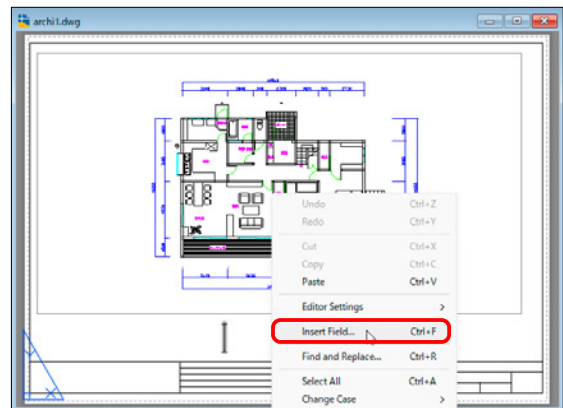 archi1.dwg
Undo Ctrl+Z
Redo Ctrl+Y
Cut Ctrl+X
Copy Ctrl+C
Paste Ctrl+V
Editor Settings >
Insert Field... Ctrl+F
Find and Replace... Ctrl+R
Select All Ctrl+A
Change Case >